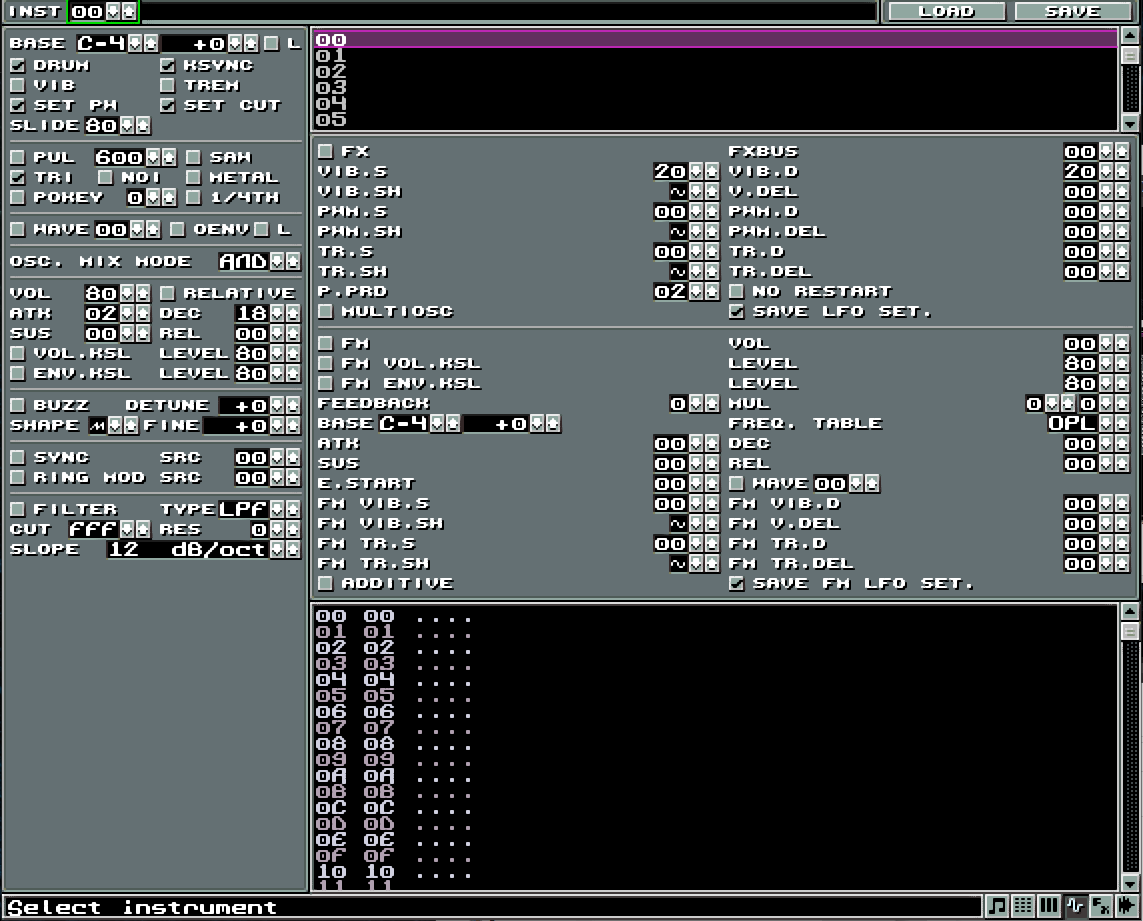 INST 00 LOAD SAVE
BASE C-4 +0 L
DRUM KSYNC
VIB TREM
SET PW SET CUT
SLIDE 80
PUL 600 SAW
TRI NOI METAL
POKEY 0 1/4TH
WAVE 00 OENV L
OSC. MIX MODE AND
VOL 80 RELATIVE
ATK 02 DEC 18
SUS 00 REL 00
VOL.KSL LEVEL 80
ENV.KSL LEVEL 80
BUZZ DETUNE +0
SHAPE FINE +0
SYNC SRC 00
RING MOD SRC 00
FILTER TYPE LPF
CUT FFF RES 0
SLOPE 12 dB/oct
00
01
02
03
04
05
FX FXBUS 00
VIB.S 20 VIB.D 20
VIB.SH ~ V.DEL 00
PWM.S 00 PWM.D 00
PWM.SH ~ PWM.DEL 00
TR.S 00 TR.D 00
TR.SH ~ TR.DEL 00
P.PRD 02 NO RESTART
MULTIOSC SAVE LFO SET.
FM VOL 00
FM VOL.KSL LEVEL 80
FM ENV.KSL LEVEL 80
FEEDBACK 0 MUL 0 0
BASE C-4 +0 FREQ. TABLE OPL
ATK 00 DEC 00
SUS 00 REL 00
E.START 00 WAVE 00
FM VIB.S 00 FM VIB.D 00
FM VIB.SH ~ FM V.DEL 00
FM TR.S 00 FM TR.D 00
FM TR.SH ~ FM TR.DEL 00
ADDITIVE SAVE FM LFO SET.
00 00 ....
01 01 ....
02 02 ....
03 03 ....
04 04 ....
05 05 ....
06 06 ....
07 07 ....
08 08 ....
09 09 ....
0A 0A ....
0B 0B ....
0C 0C ....
0D 0D ....
0E 0E ....
0F 0F ....
10 10 ....
11 11
Select instrument
Fx